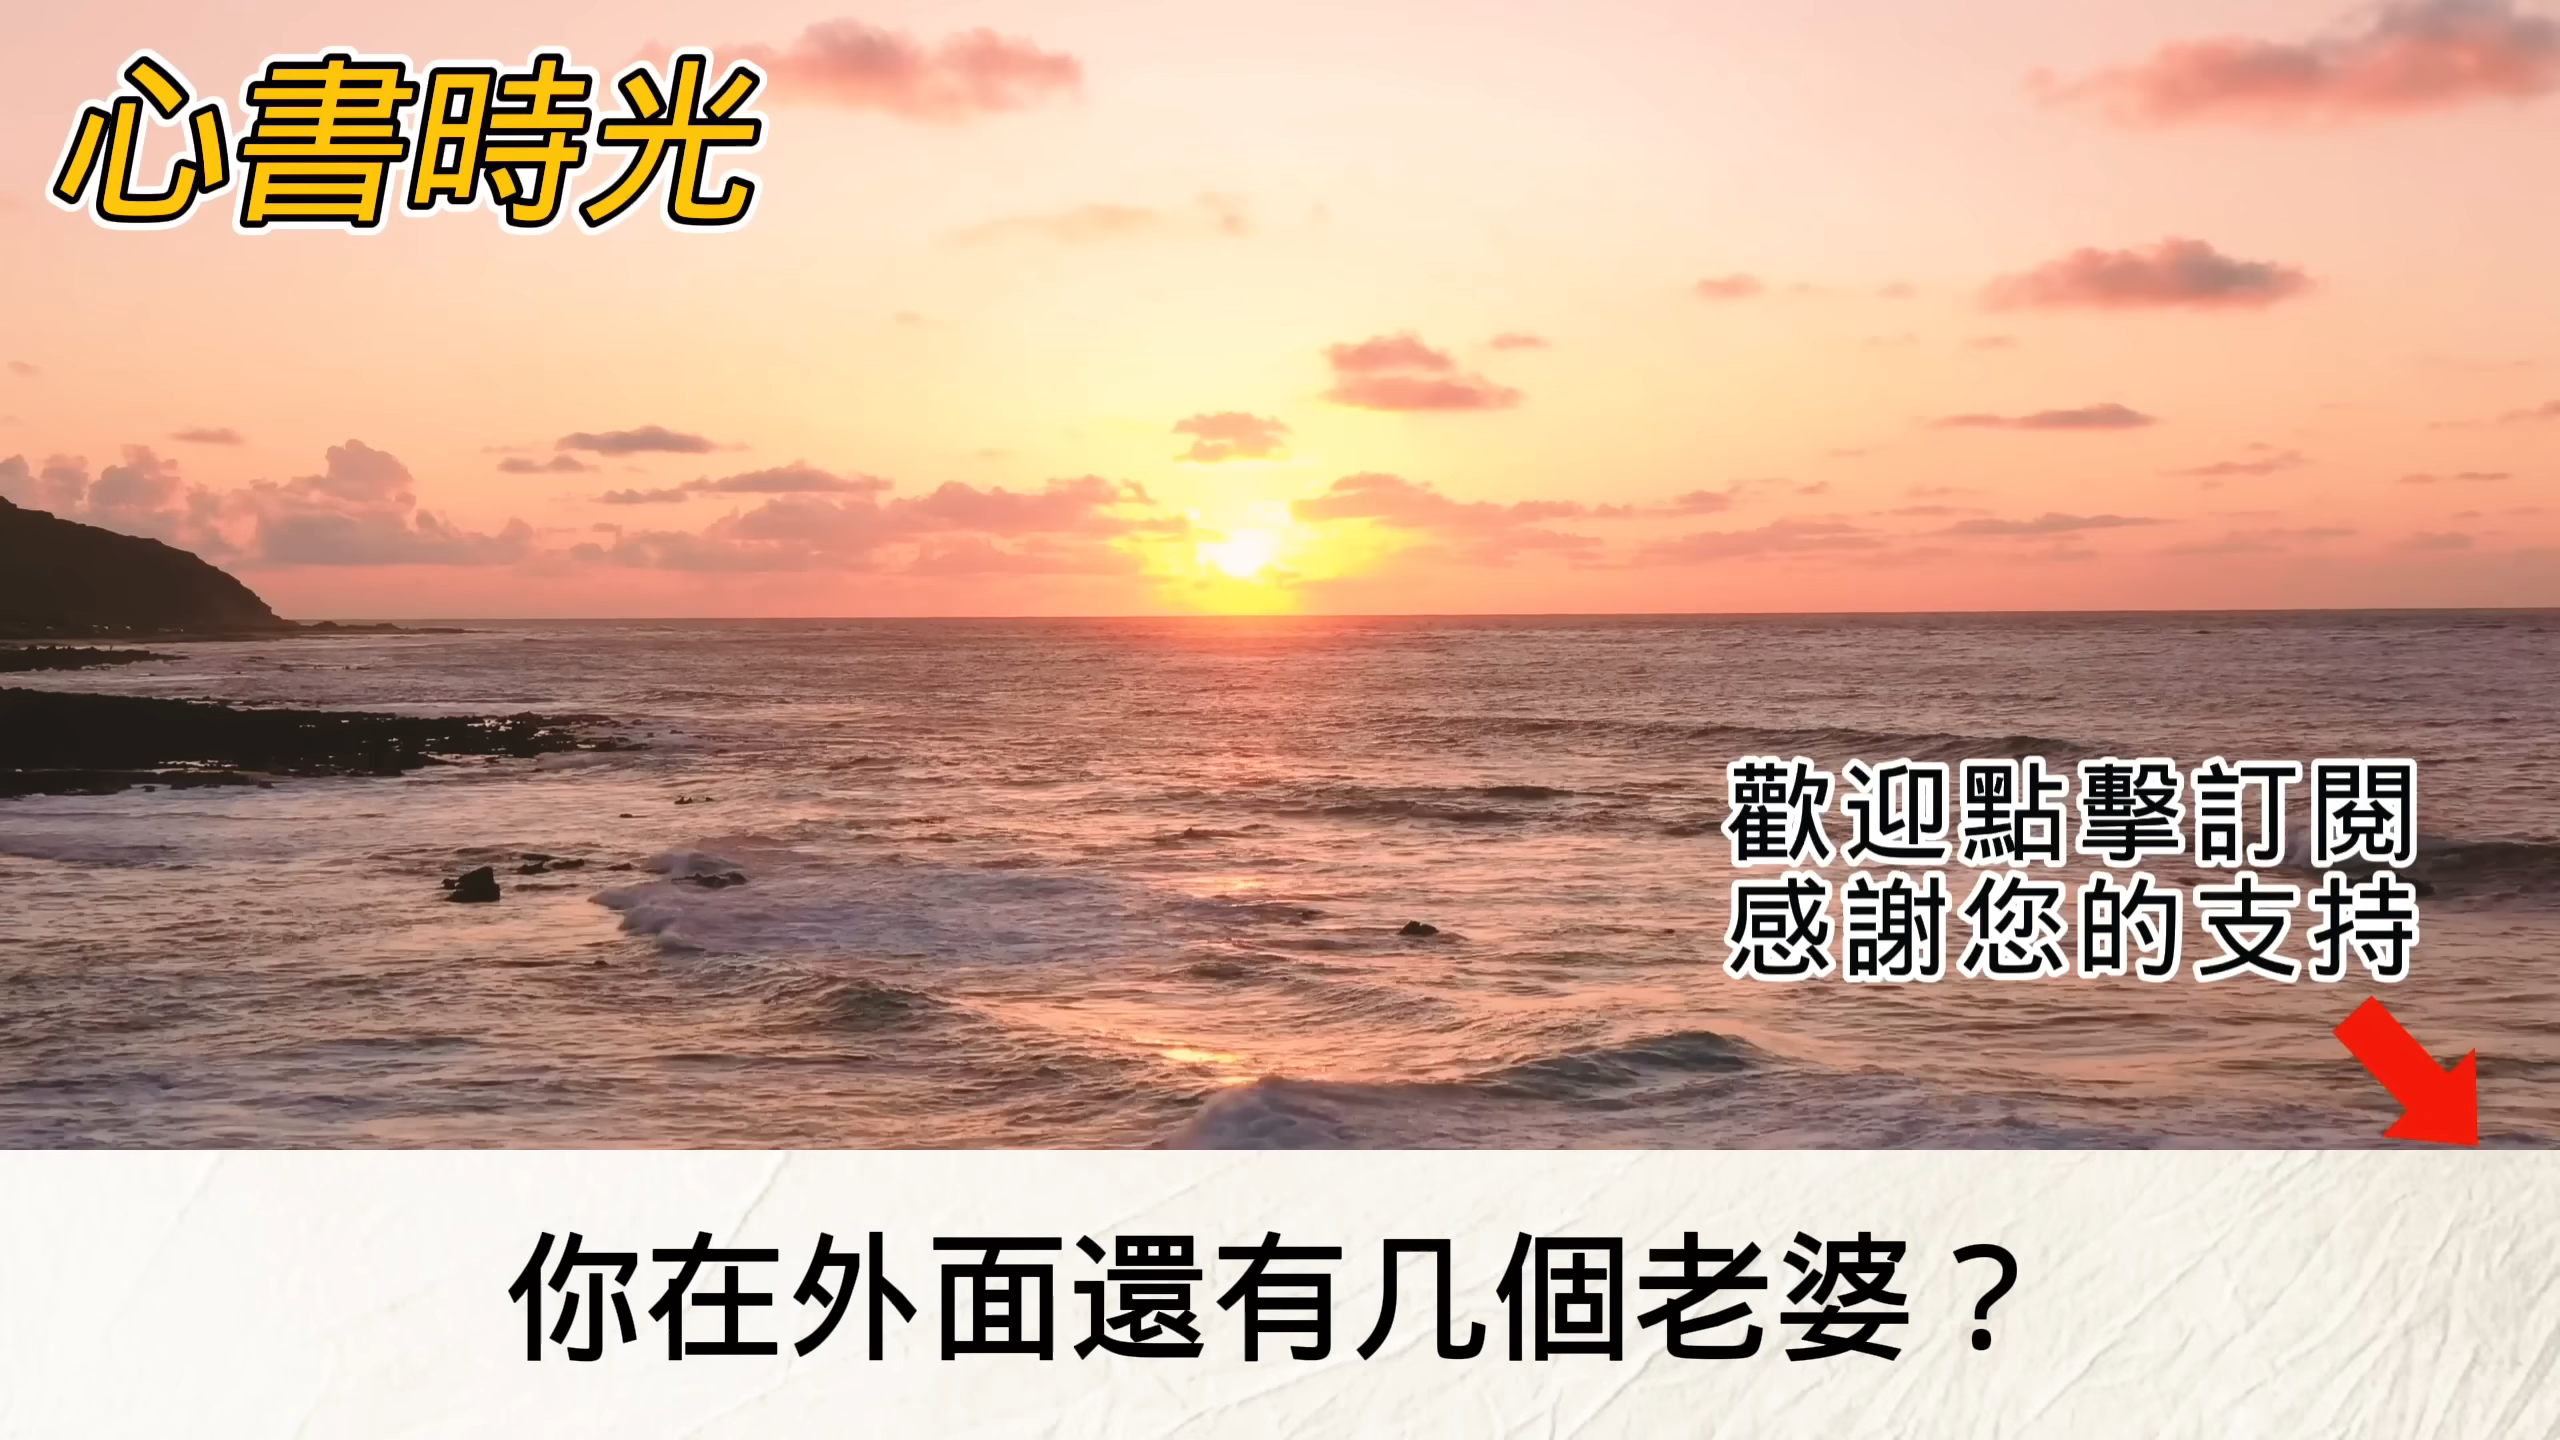 心書時光
歡迎點擊訂閱
感謝您的支持
你在外面還有几個老婆？